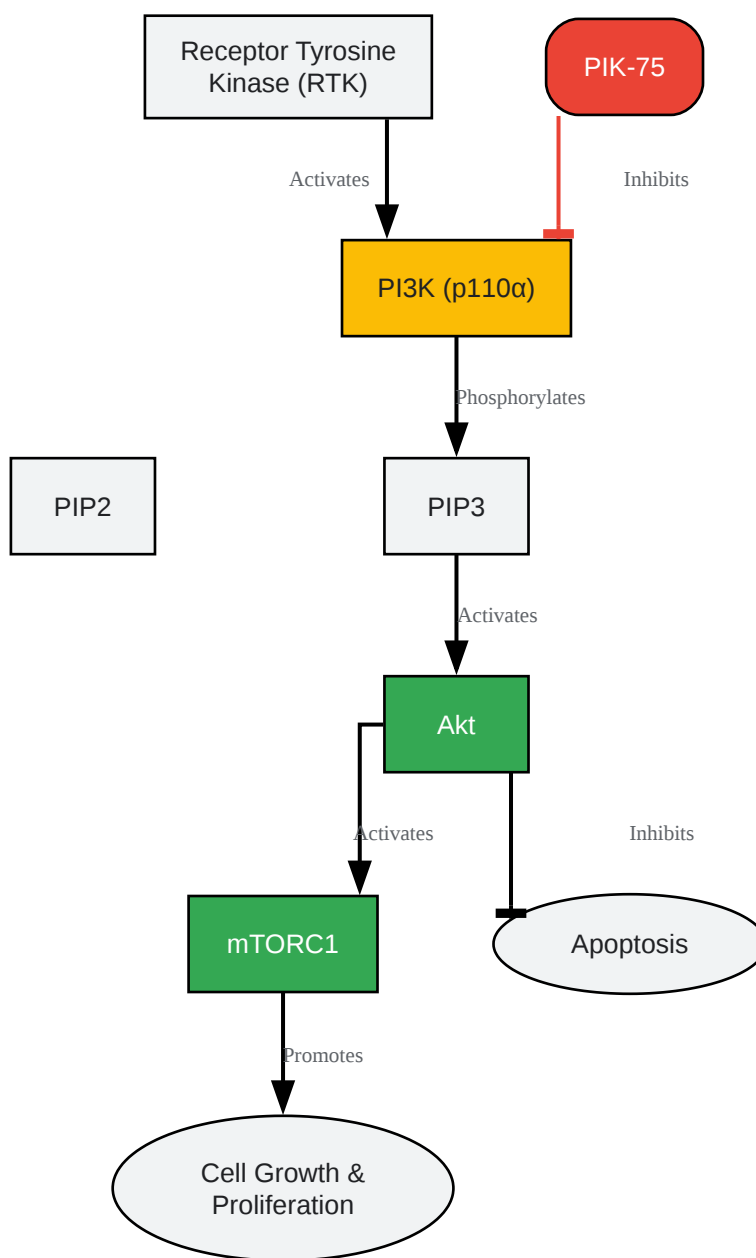 Receptor Tyrosine
Kinase (RTK)
PIK-75
Activates
Inhibits
PI3K (p110α)
Phosphorylates
PIP2
PIP3
Activates
Akt
Activates
Inhibits
mTORC1
Apoptosis
Promotes
Cell Growth &
Proliferation